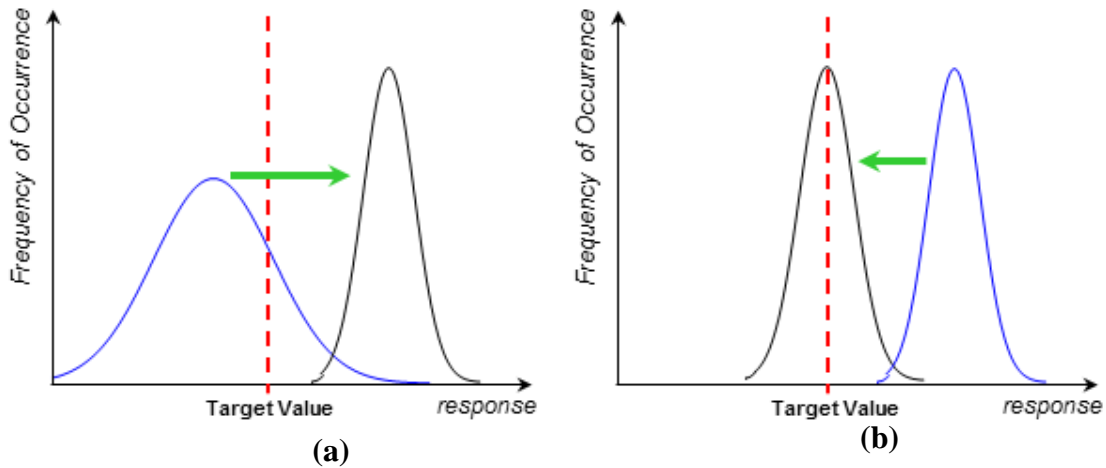 Frequency of Occurrence
Target Value
response
(a)
Frequency of Occurrence
Target Value
response
(b)